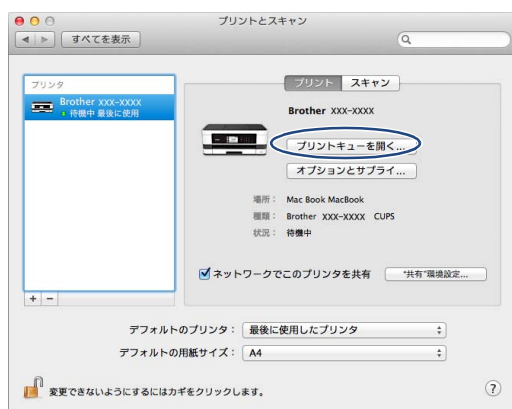 プリントとスキャン
すべてを表示
プリンタ
Brother XXX-XXXX
待機中 最後に使用
プリント スキャン
Brother XXX-XXXX
プリントキューを開く...
オプションとサプライ...
場所： Mac Book MacBook
種類： Brother XXX-XXXX CUPS
状況： 待機中
ネットワークでこのプリンタを共有 "共有"環境設定...
+ −
デフォルトのプリンタ： 最後に使用したプリンタ
デフォルトの用紙サイズ： A4
変更できないようにするにはカギをクリックします。 ?